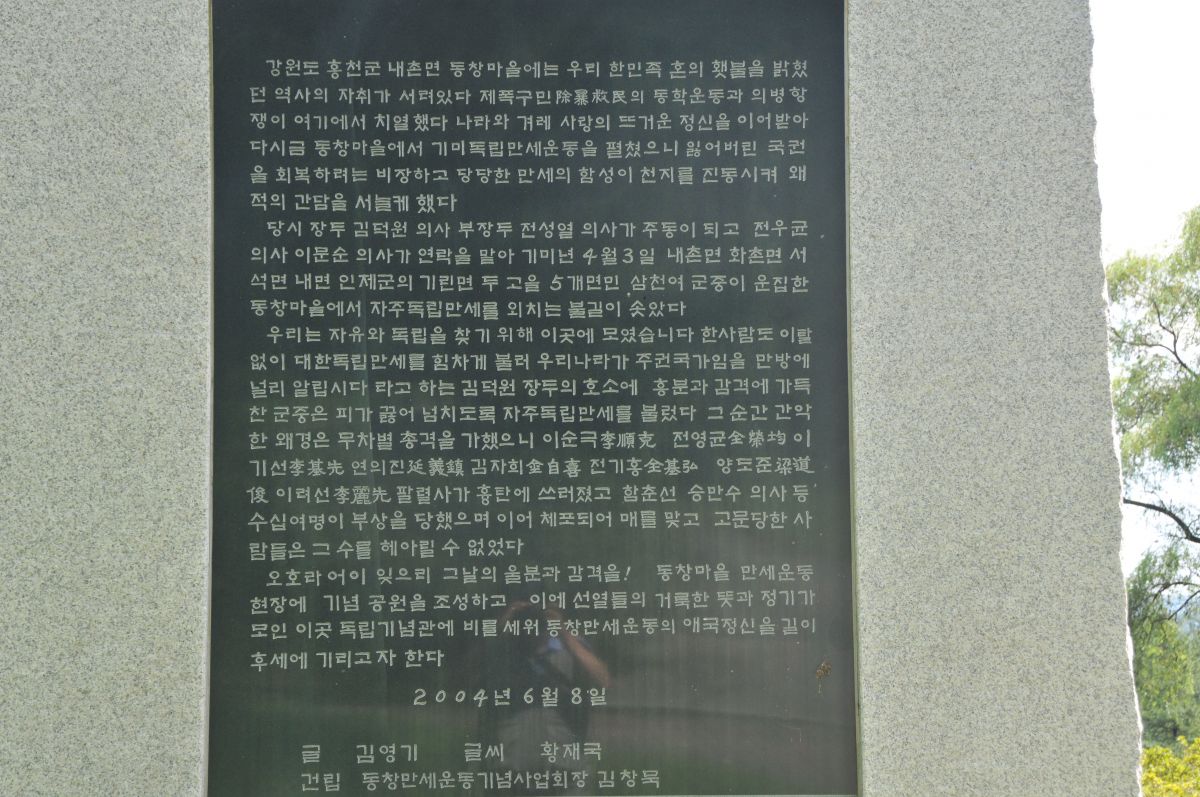 강원도 홍천군 내촌면 동창마을에는 우리 한민족 혼의 횃불을 밝혔
던 역사의 자취가 서려있다 제폭구민除暴救民의 동학운동과 의병항
쟁이 여기에서 치열했다 나라와 겨레 사랑의 뜨거운 정신을 이어받아
다시금 동창마을에서 기미독립만세운동을 펼쳤으니 잃어버린 국권
을 회복하려는 비장하고 당당한 만세의 함성이 천지를 진동시켜 왜
적의 간담을 서늘케 했다
당시 장두 김덕원 의사 부장두 전성열 의사가 주동이 되고 전우균
의사 이문순 의사가 연락을 맡아 기미년 4월3일 내촌면 화촌면 서
석면 내면 인제군의 기린면 두 고을 5개면민 삼천여 군중이 운집한
동창마을에서 자주독립만세를 외치는 불길이 솟았다
우리는 자유와 독립을 찾기 위해 이곳에 모였습니다 한사람도 이탈
없이 대한독립만세를 힘차게 불러 우리나라가 주권국가임을 만방에
널리 알립시다 라고 하는 김덕원 장두의 호소에 흥분과 감격에 가득
찬 군중은 피가 끓어 넘치도록 자주독립만세를 불렀다 그 순간 간악
한 왜경은 무차별 총격을 가했으니 이순극李順克 전영균全榮均 이
기선李基先 연의진延義鎭 김자희金自喜 전기홍全基弘 양도준梁道
俊 이려선李麗先 팔렬사가 흉탄에 쓰러졌고 함춘선 승만수 의사 등
수십여명이 부상을 당했으며 이어 체포되어 매를 맞고 고문당한 사
람들은 그 수를 헤아릴 수 없었다
오호라 어이 잊으리 그날의 울분과 감격을! 동창마을 만세운동
현장에 기념 공원을 조성하고 이에 선열들의 거룩한 뜻과 정기가
모인 이곳 독립기념관에 비를 세워 동창만세운동의 애국정신을 길이
후세에 기리고자 한다
2004년 6월 8일
글 김영기 글씨 황재국
건립 동창만세운동기념사업회장 김창묵